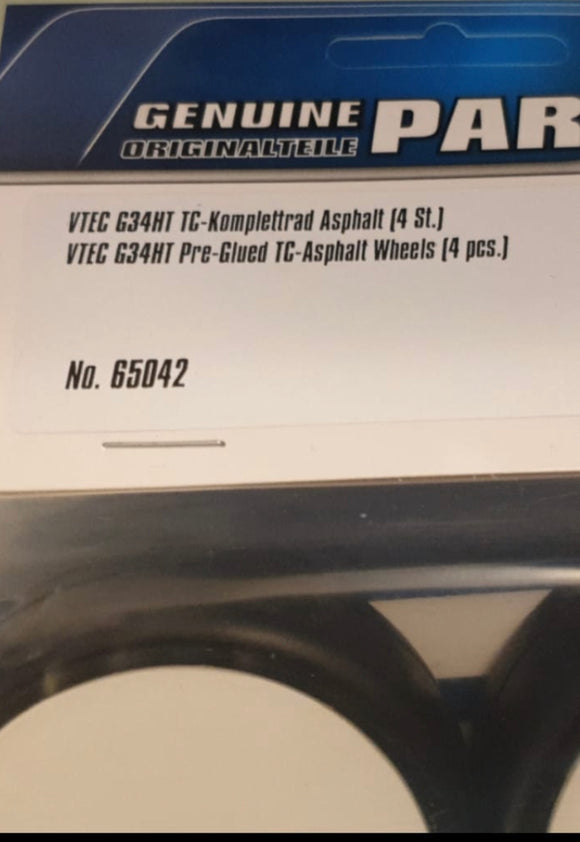 GENUINE
ORIGINALTEILE
PAR
VTEC G34HT TC-Komplettrad Asphalt (4 St.)
VTEC G34HT Pre-Glued TC-Asphalt Wheels (4 pcs.)
No. 65042